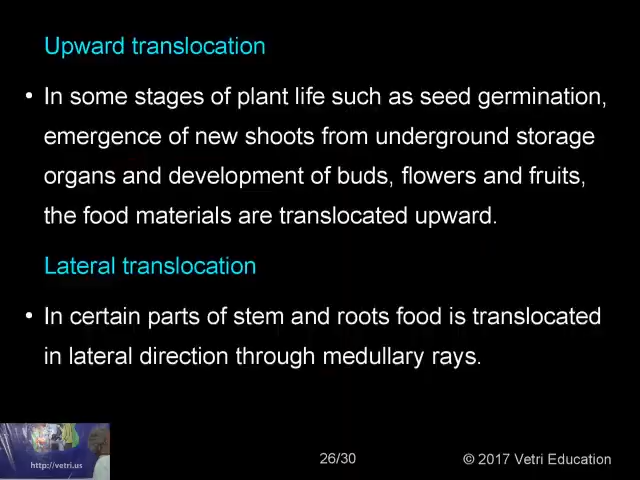 Upward translocation
• In some stages of plant life such as seed germination,
emergence of new shoots from underground storage
organs and development of buds, flowers and fruits,
the food materials are translocated upward.
Lateral translocation
• In certain parts of stem and roots food is translocated
in lateral direction through medullary rays.
http://vetri.us
26/30
© 2017 Vetri Education